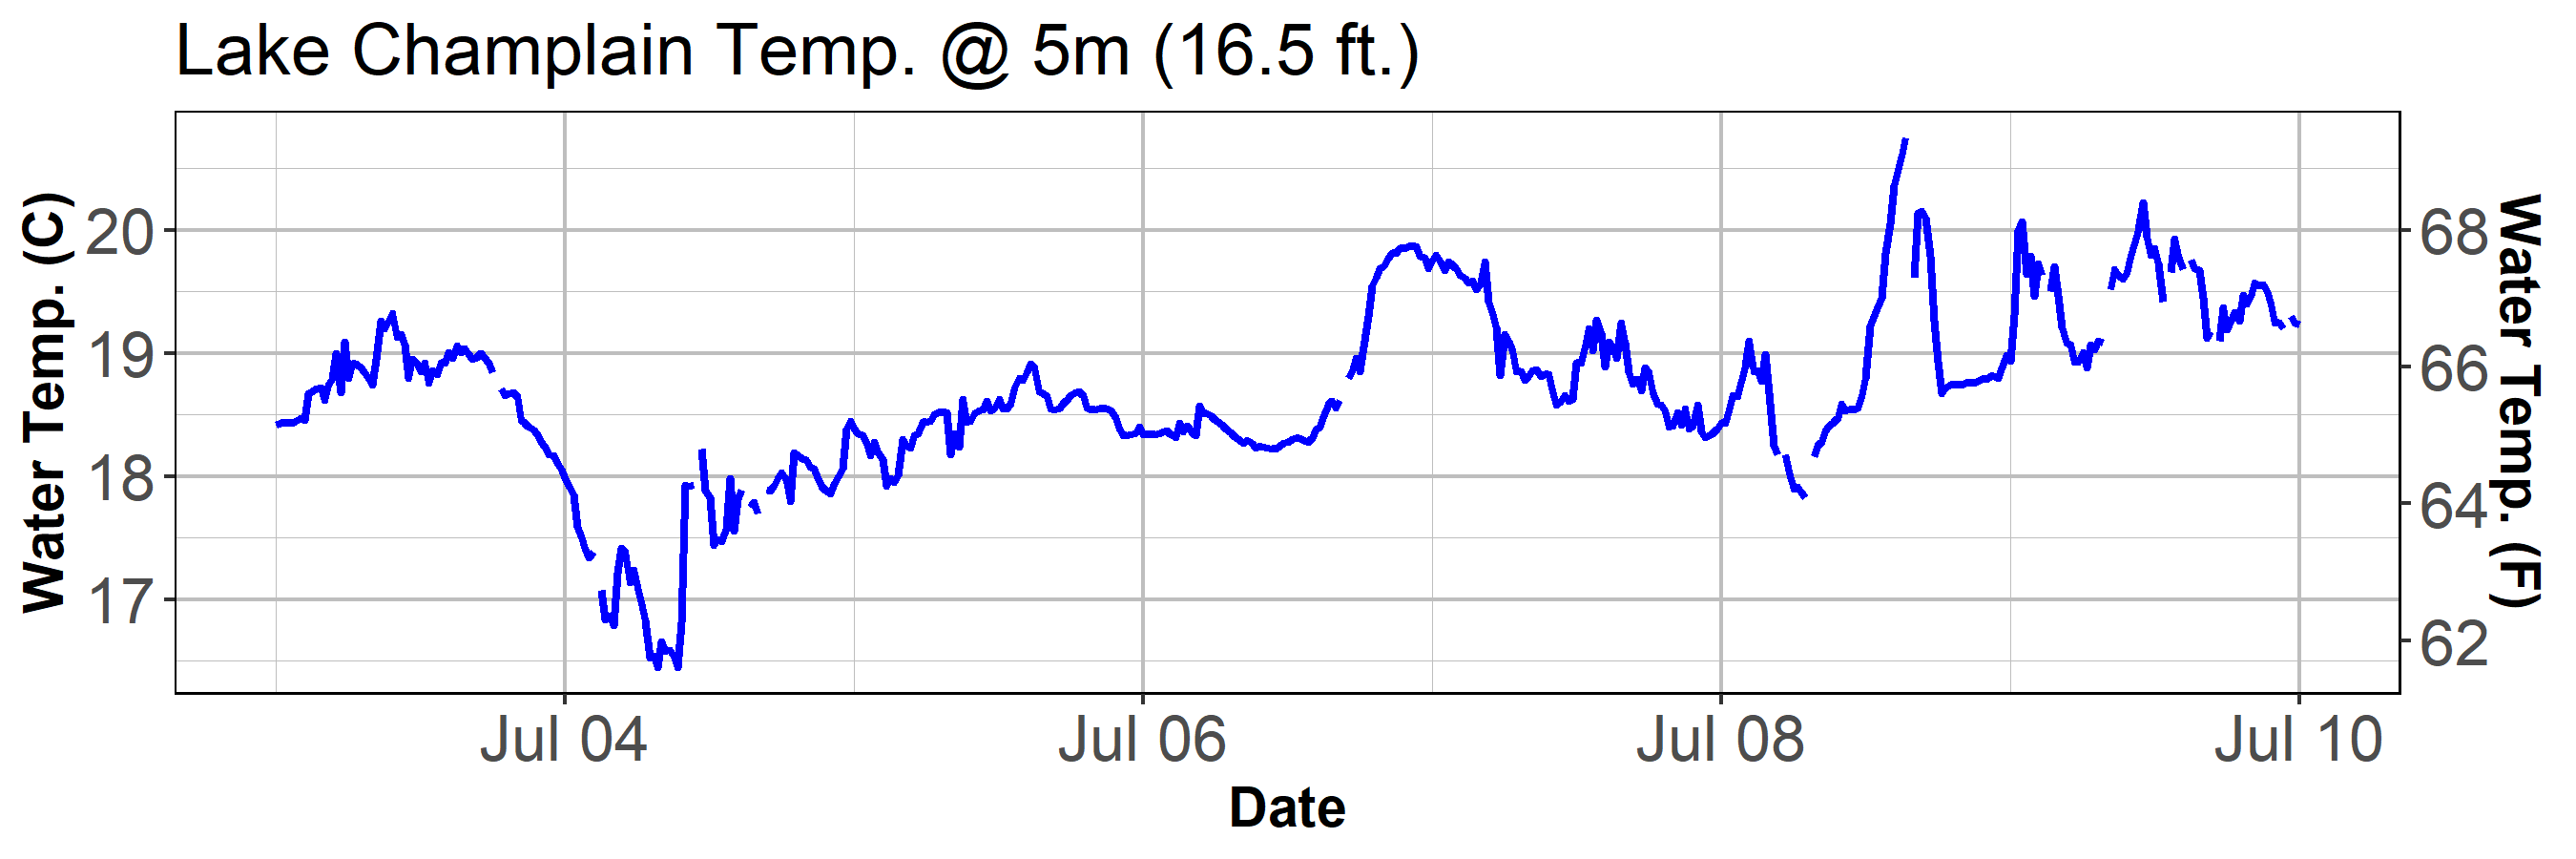 Lake Champlain Temp. @ 5m (16.5 ft.)
Water Temp. (C)
20
19
18
17
68
66
64
62
Water Temp. (F)
Jul 04 Jul 06 Jul 08 Jul 10
Date